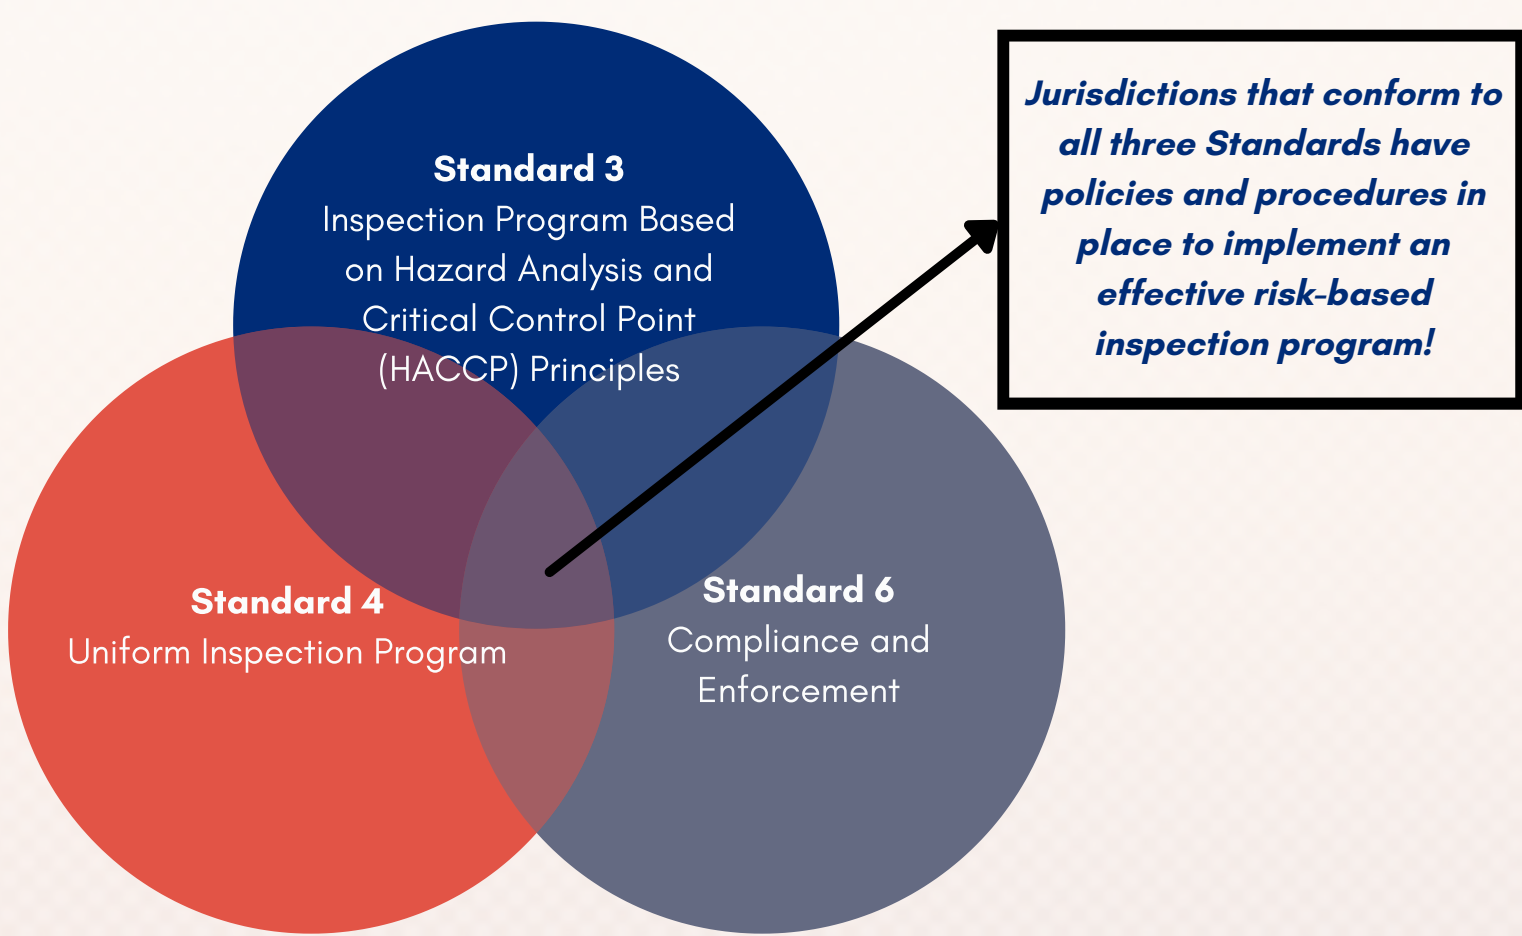 Standard 3
Inspection Program Based
on Hazard Analysis and
Critical Control Point
(HACCP) Principles
Jurisdictions that conform to
all three Standards have
policies and procedures in
place to implement an
effective risk-based
inspection program!
Standard 4
Uniform Inspection Program
Standard 6
Compliance and
Enforcement